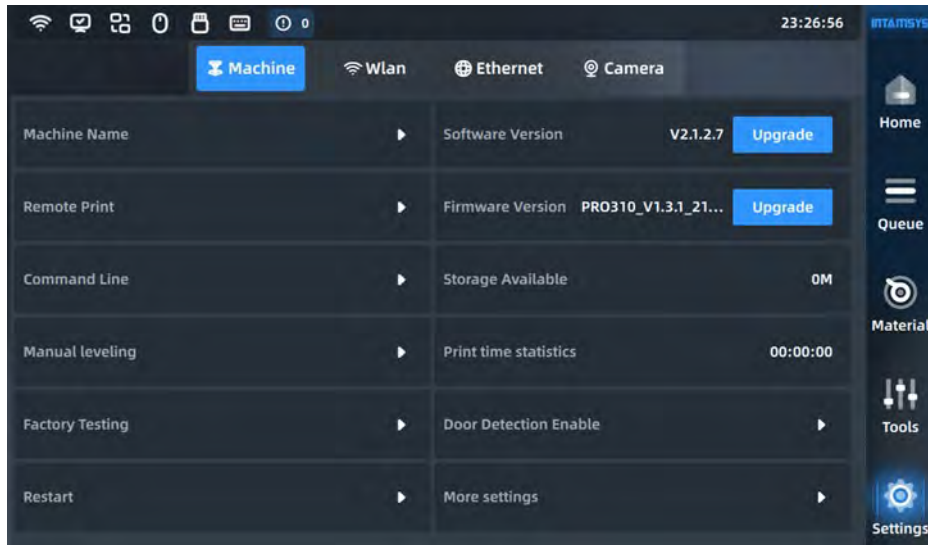 0
23:26:56
INTAMSYS
Machine
Wlan
Ethernet
Camera
Machine Name
Software Version V2.1.2.7 Upgrade
Remote Print
Firmware Version PRO310_V1.3.1_21... Upgrade
Command Line
Storage Available 0M
Manual leveling
Print time statistics 00:00:00
Factory Testing
Door Detection Enable
Restart
More settings
Home
Queue
Material
Tools
Settings